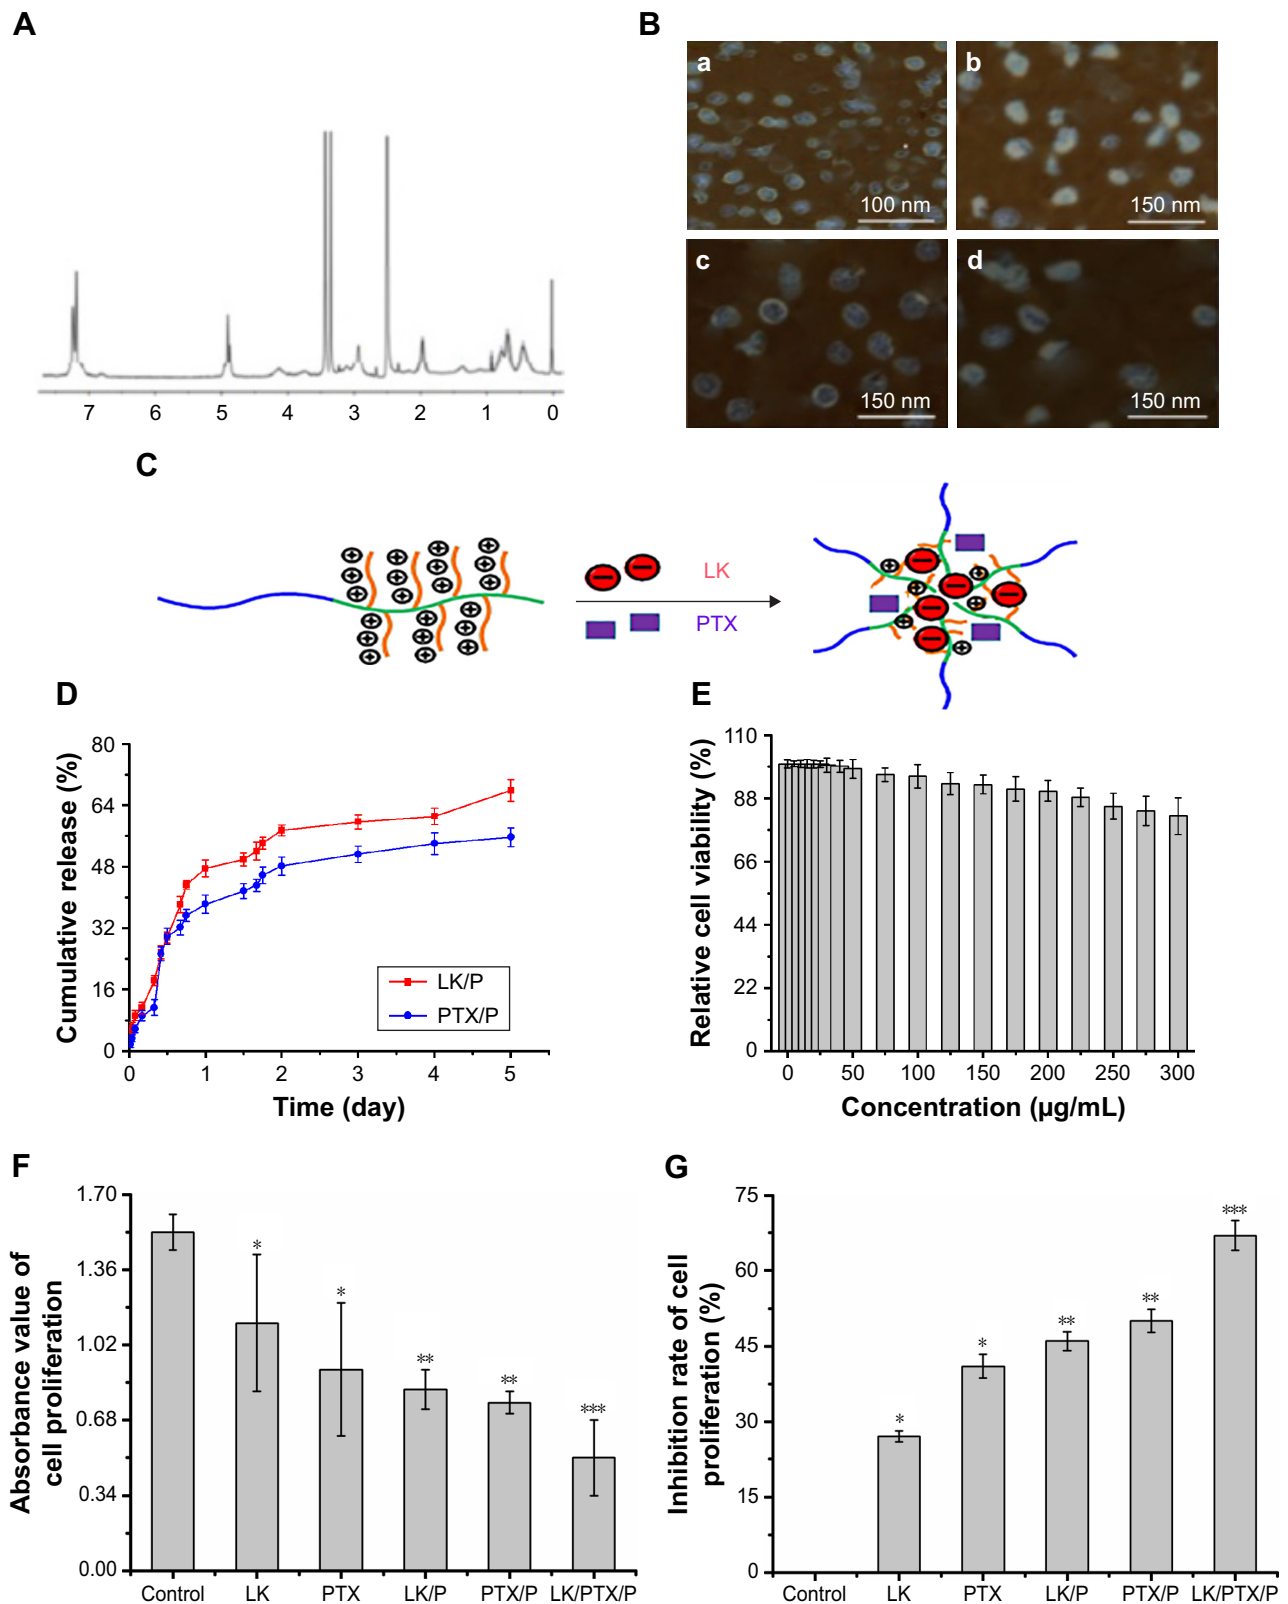 A
7 6 5 4 3 2 1 0
B
a
100 nm
b
150 nm
c
150 nm
d
150 nm
C
LK
PTX
D
Cumulative release (%)
80
64
48
32
16
0
LK/P
PTX/P
0 1 2 3 4 5
Time (day)
E
Relative cell viability (%)
110
88
66
44
22
0
0 50 100 150 200 250 300
Concentration (µg/mL)
F
Absorbance value of
cell proliferation
1.70
1.36
1.02
0.68
0.34
0.00
*
*
**
**
***
Control LK PTX LK/P PTX/P LK/PTX/P
G
Inhibition rate of cell
proliferation (%)
75
60
45
30
15
0
*
*
**
**
***
Control LK PTX LK/P PTX/P LK/PTX/P